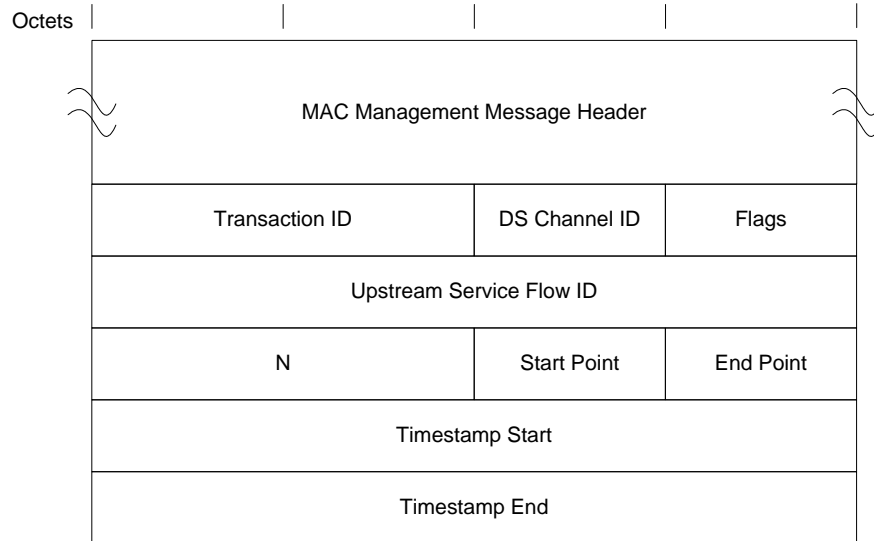 Octets
MAC Management Message Header
Transaction ID
DS Channel ID
Flags
Upstream Service Flow ID
N
Start Point
End Point
Timestamp Start
Timestamp End